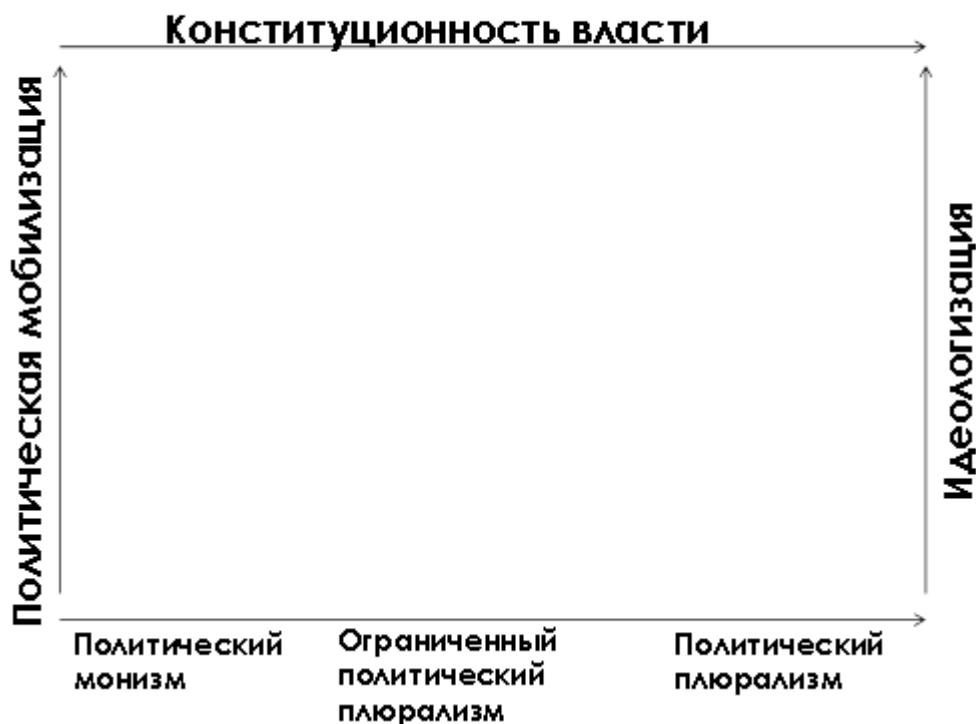 Конституционность власти
Политическая мобилизация
Идеологизация
Политический
монизм
Ограниченный
политический
плюрализм
Политический
плюрализм